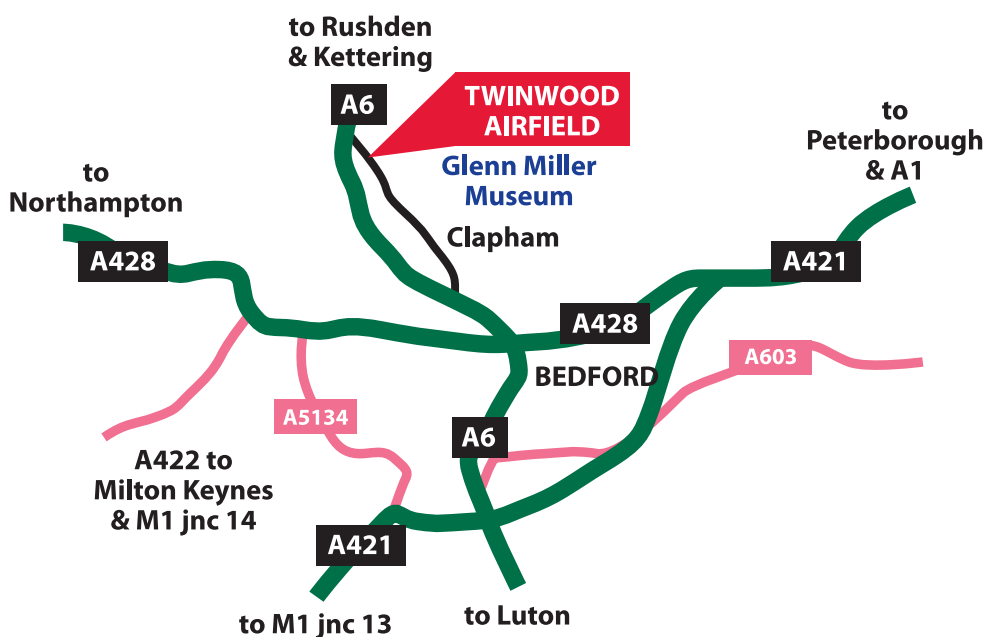 to Rushden
& Kettering
A6
TWINWOOD
AIRFIELD
to
Peterborough
& A1
Glenn Miller
Museum
to
Northampton
Clapham
A428
A421
A428
A603
BEDFORD
A5134
A6
A422 to
Milton Keynes
& M1 jnc 14
A421
to M1 jnc 13
to Luton